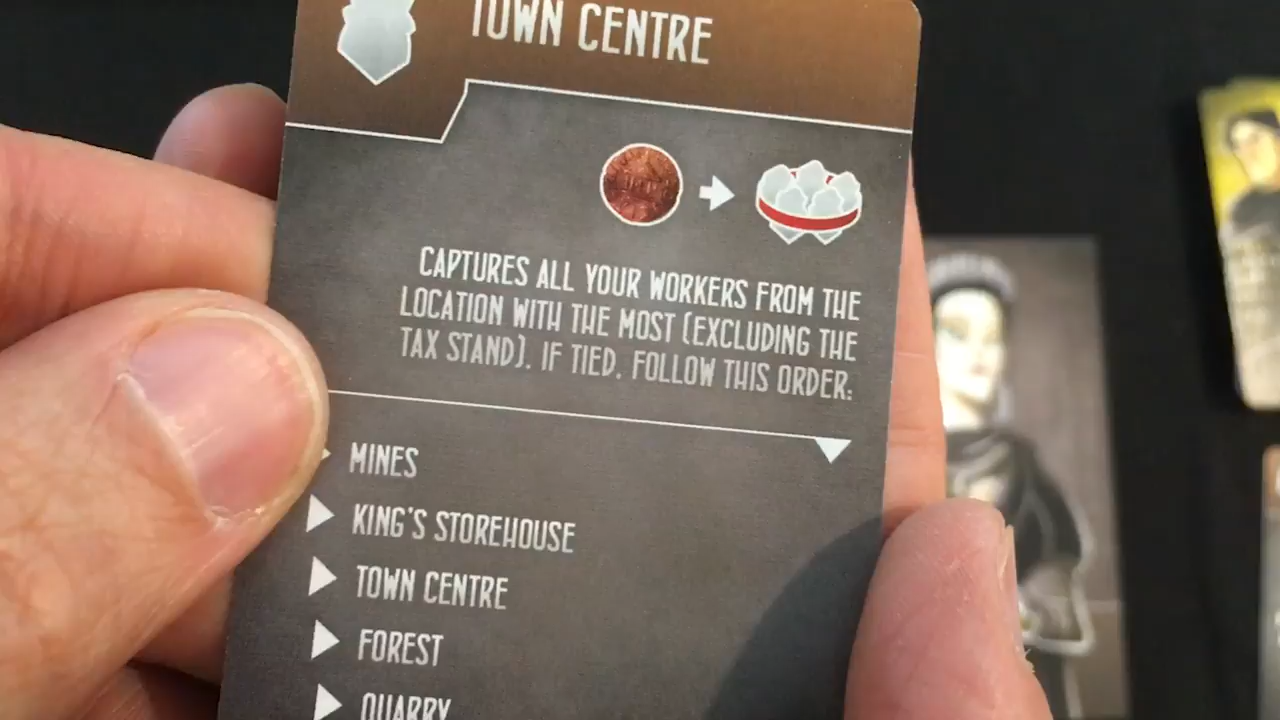 TOWN CENTRE
CAPTURES ALL YOUR WORKERS FROM THE
LOCATION WITH THE MOST (EXCLUDING THE
TAX STAND). IF TIED, FOLLOW THIS ORDER:
MINES
KING'S STOREHOUSE
TOWN CENTRE
FOREST
QUARRY